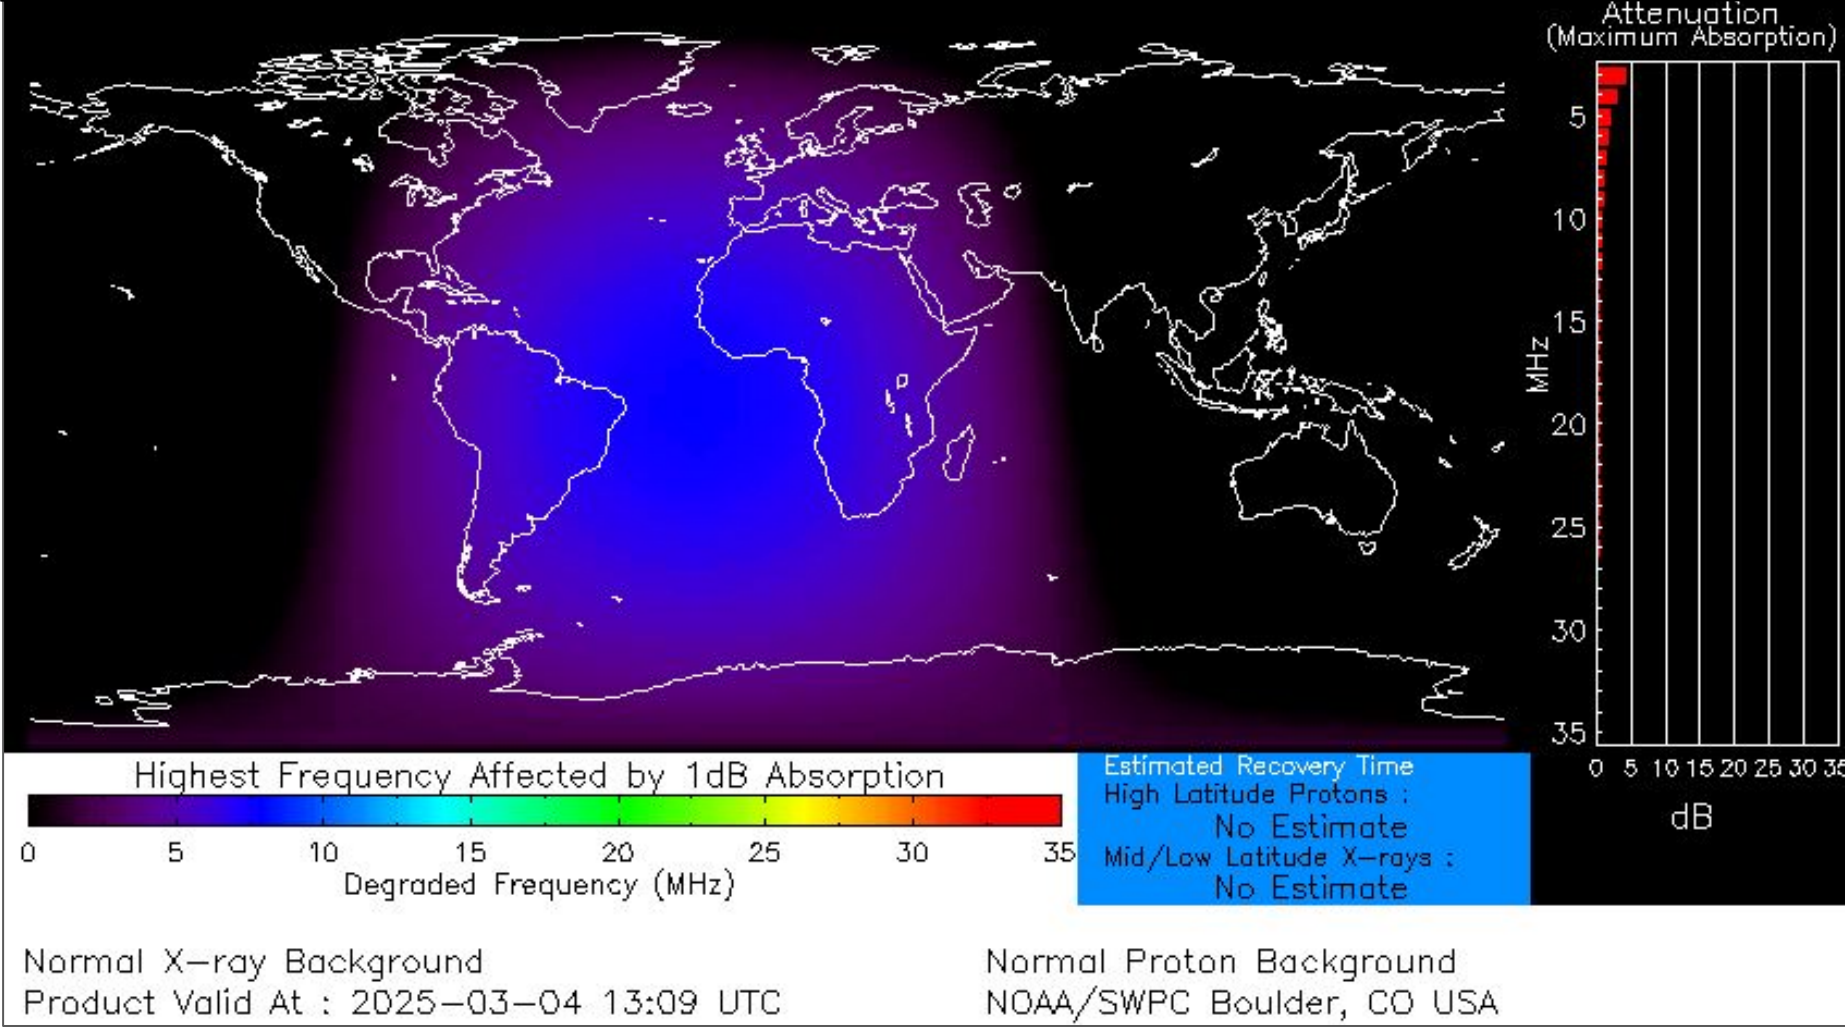 Attenuation
(Maximum Absorption)
5
10
15
20
25
30
35
MHz
0 5 10 15 20 25 30 35
dB
Highest Frequency Affected by 1dB Absorption
0 5 10 15 20 25 30 35
Degraded Frequency (MHz)
Estimated Recovery Time
High Latitude Protons :
No Estimate
Mid/Low Latitude X-rays :
No Estimate
Normal X-ray Background
Product Valid At : 2025-03-04 13:09 UTC
Normal Proton Background
NOAA/SWPC Boulder, CO USA